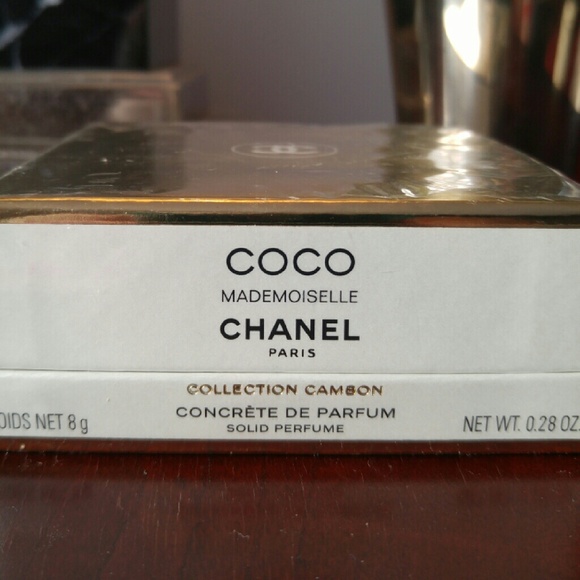 COCO
MADEMOISELLE
CHANEL
PARIS
COLLECTION CAMBON
CONCRÈTE DE PARFUM
SOLID PERFUME
NET 8 g
NET WT. 0.28 OZ.